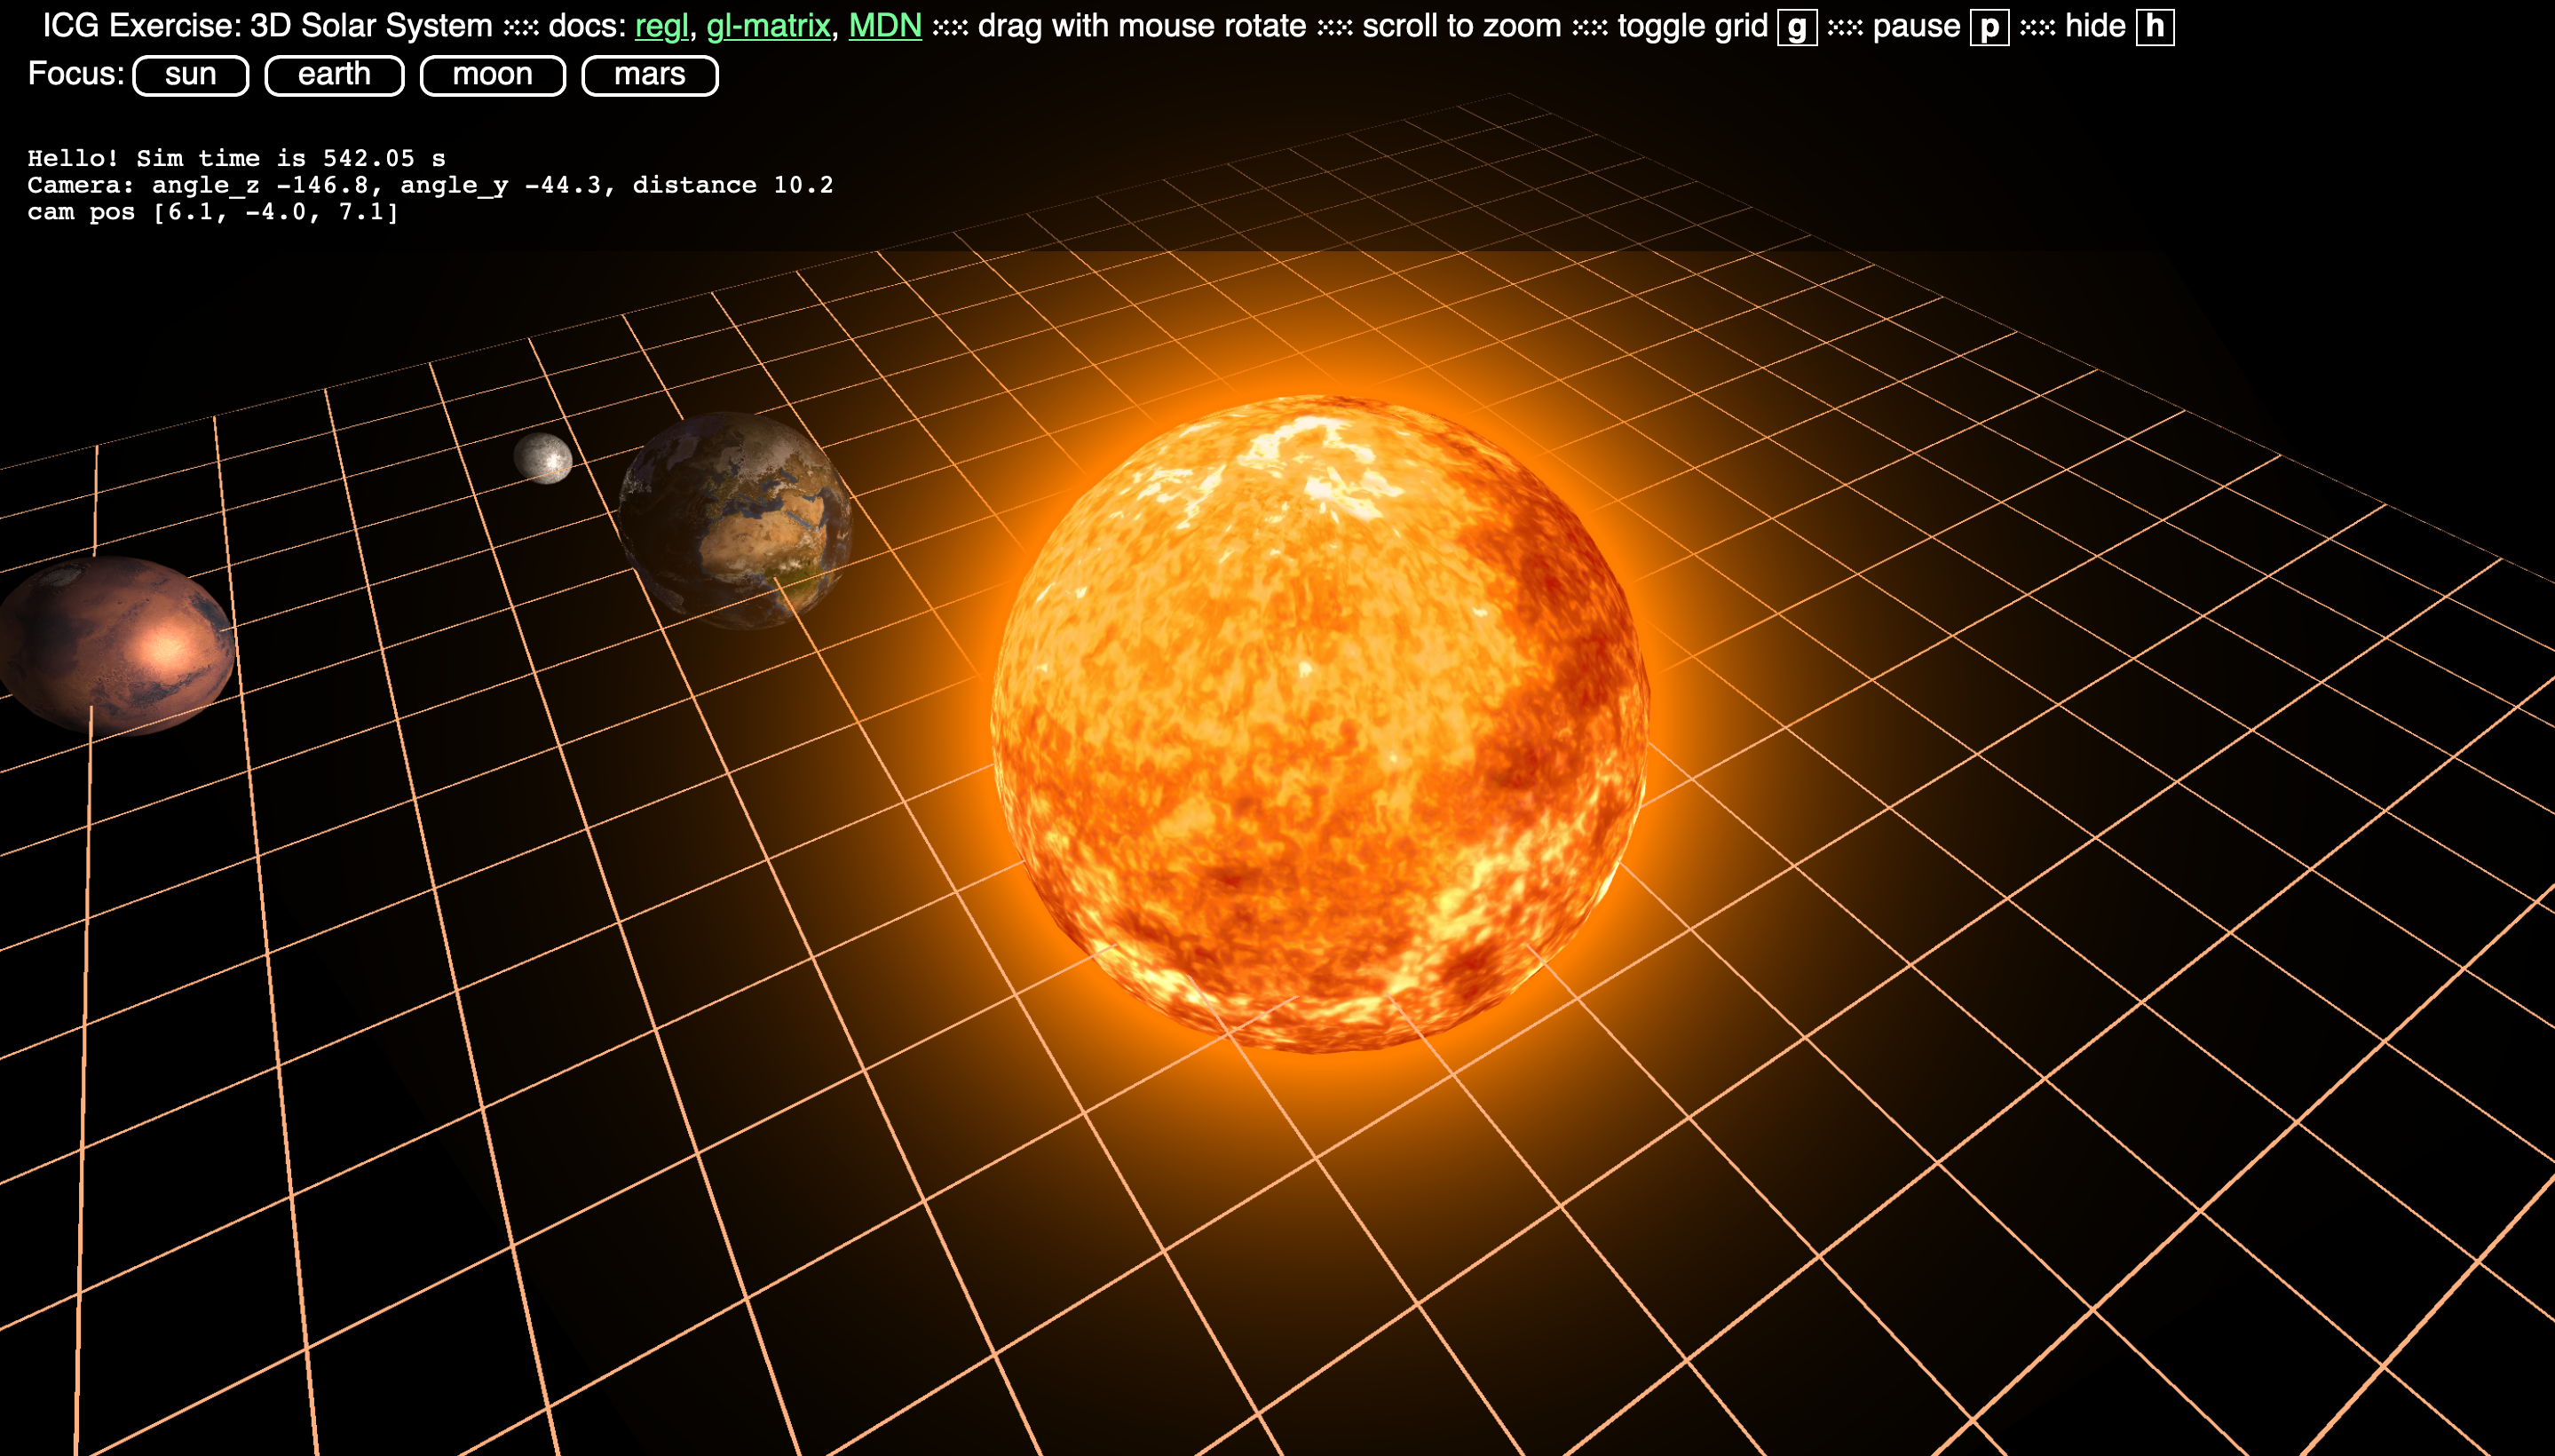 ICG Exercise: 3D Solar System ⁙⁙ docs: regl, gl-matrix, MDN ⁙⁙ drag with mouse rotate ⁙⁙ scroll to zoom ⁙⁙ toggle grid g ⁙⁙ pause p ⁙⁙ hide h
Focus: sun earth moon mars
Hello! Sim time is 542.05 s
Camera: angle_z -146.8, angle_y -44.3, distance 10.2
cam pos [6.1, -4.0, 7.1]